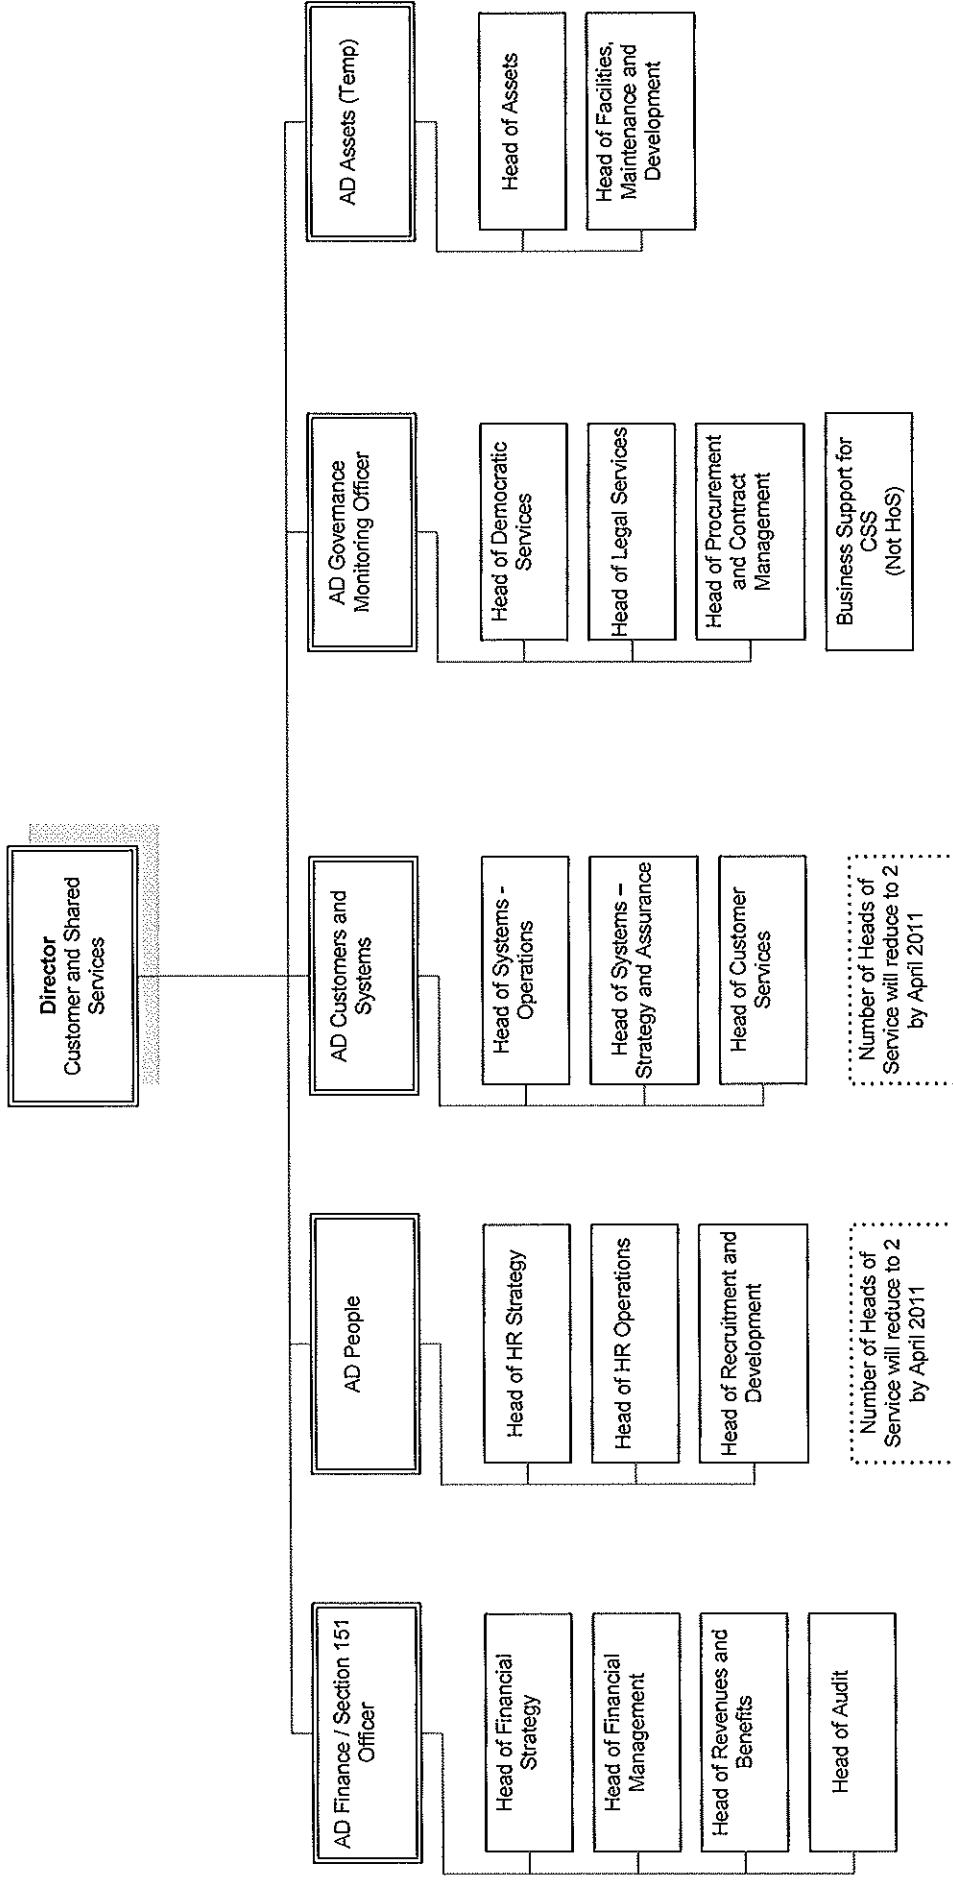 Director
Customer and Shared
Services
AD Finance / Section 151
Officer
Head of Financial
Strategy
Head of Financial
Management
Head of Revenues and
Benefits
Head of Audit
AD People
Head of HR Strategy
Head of HR Operations
Head of Recruitment and
Development
Number of Heads of
Service will reduce to 2
by April 2011
AD Customers and
Systems
Head of Systems -
Operations
Head of Systems –
Strategy and Assurance
Head of Customer
Services
Number of Heads of
Service will reduce to 2
by April 2011
AD Governance
Monitoring Officer
Head of Democratic
Services
Head of Legal Services
Head of Procurement
and Contract
Management
Business Support for
CSS
(Not HoS)
AD Assets (Temp)
Head of Assets
Head of Facilities,
Maintenance and
Development